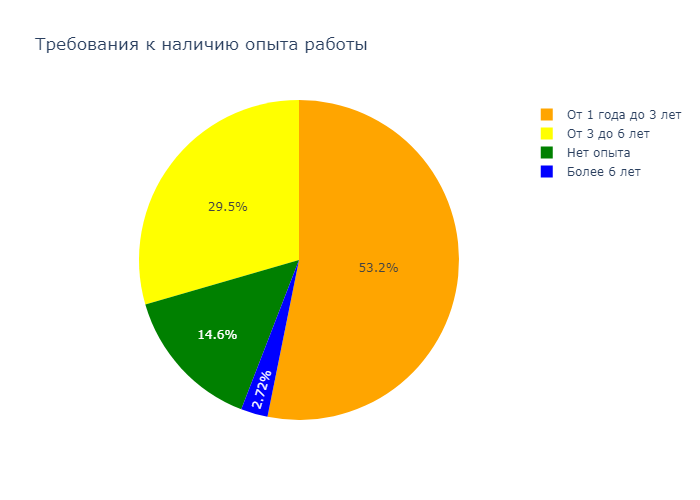 Требования к наличию опыта работы
От 1 года до 3 лет
От 3 до 6 лет
Нет опыта
Более 6 лет
29.5%
53.2%
14.6%
2.72%